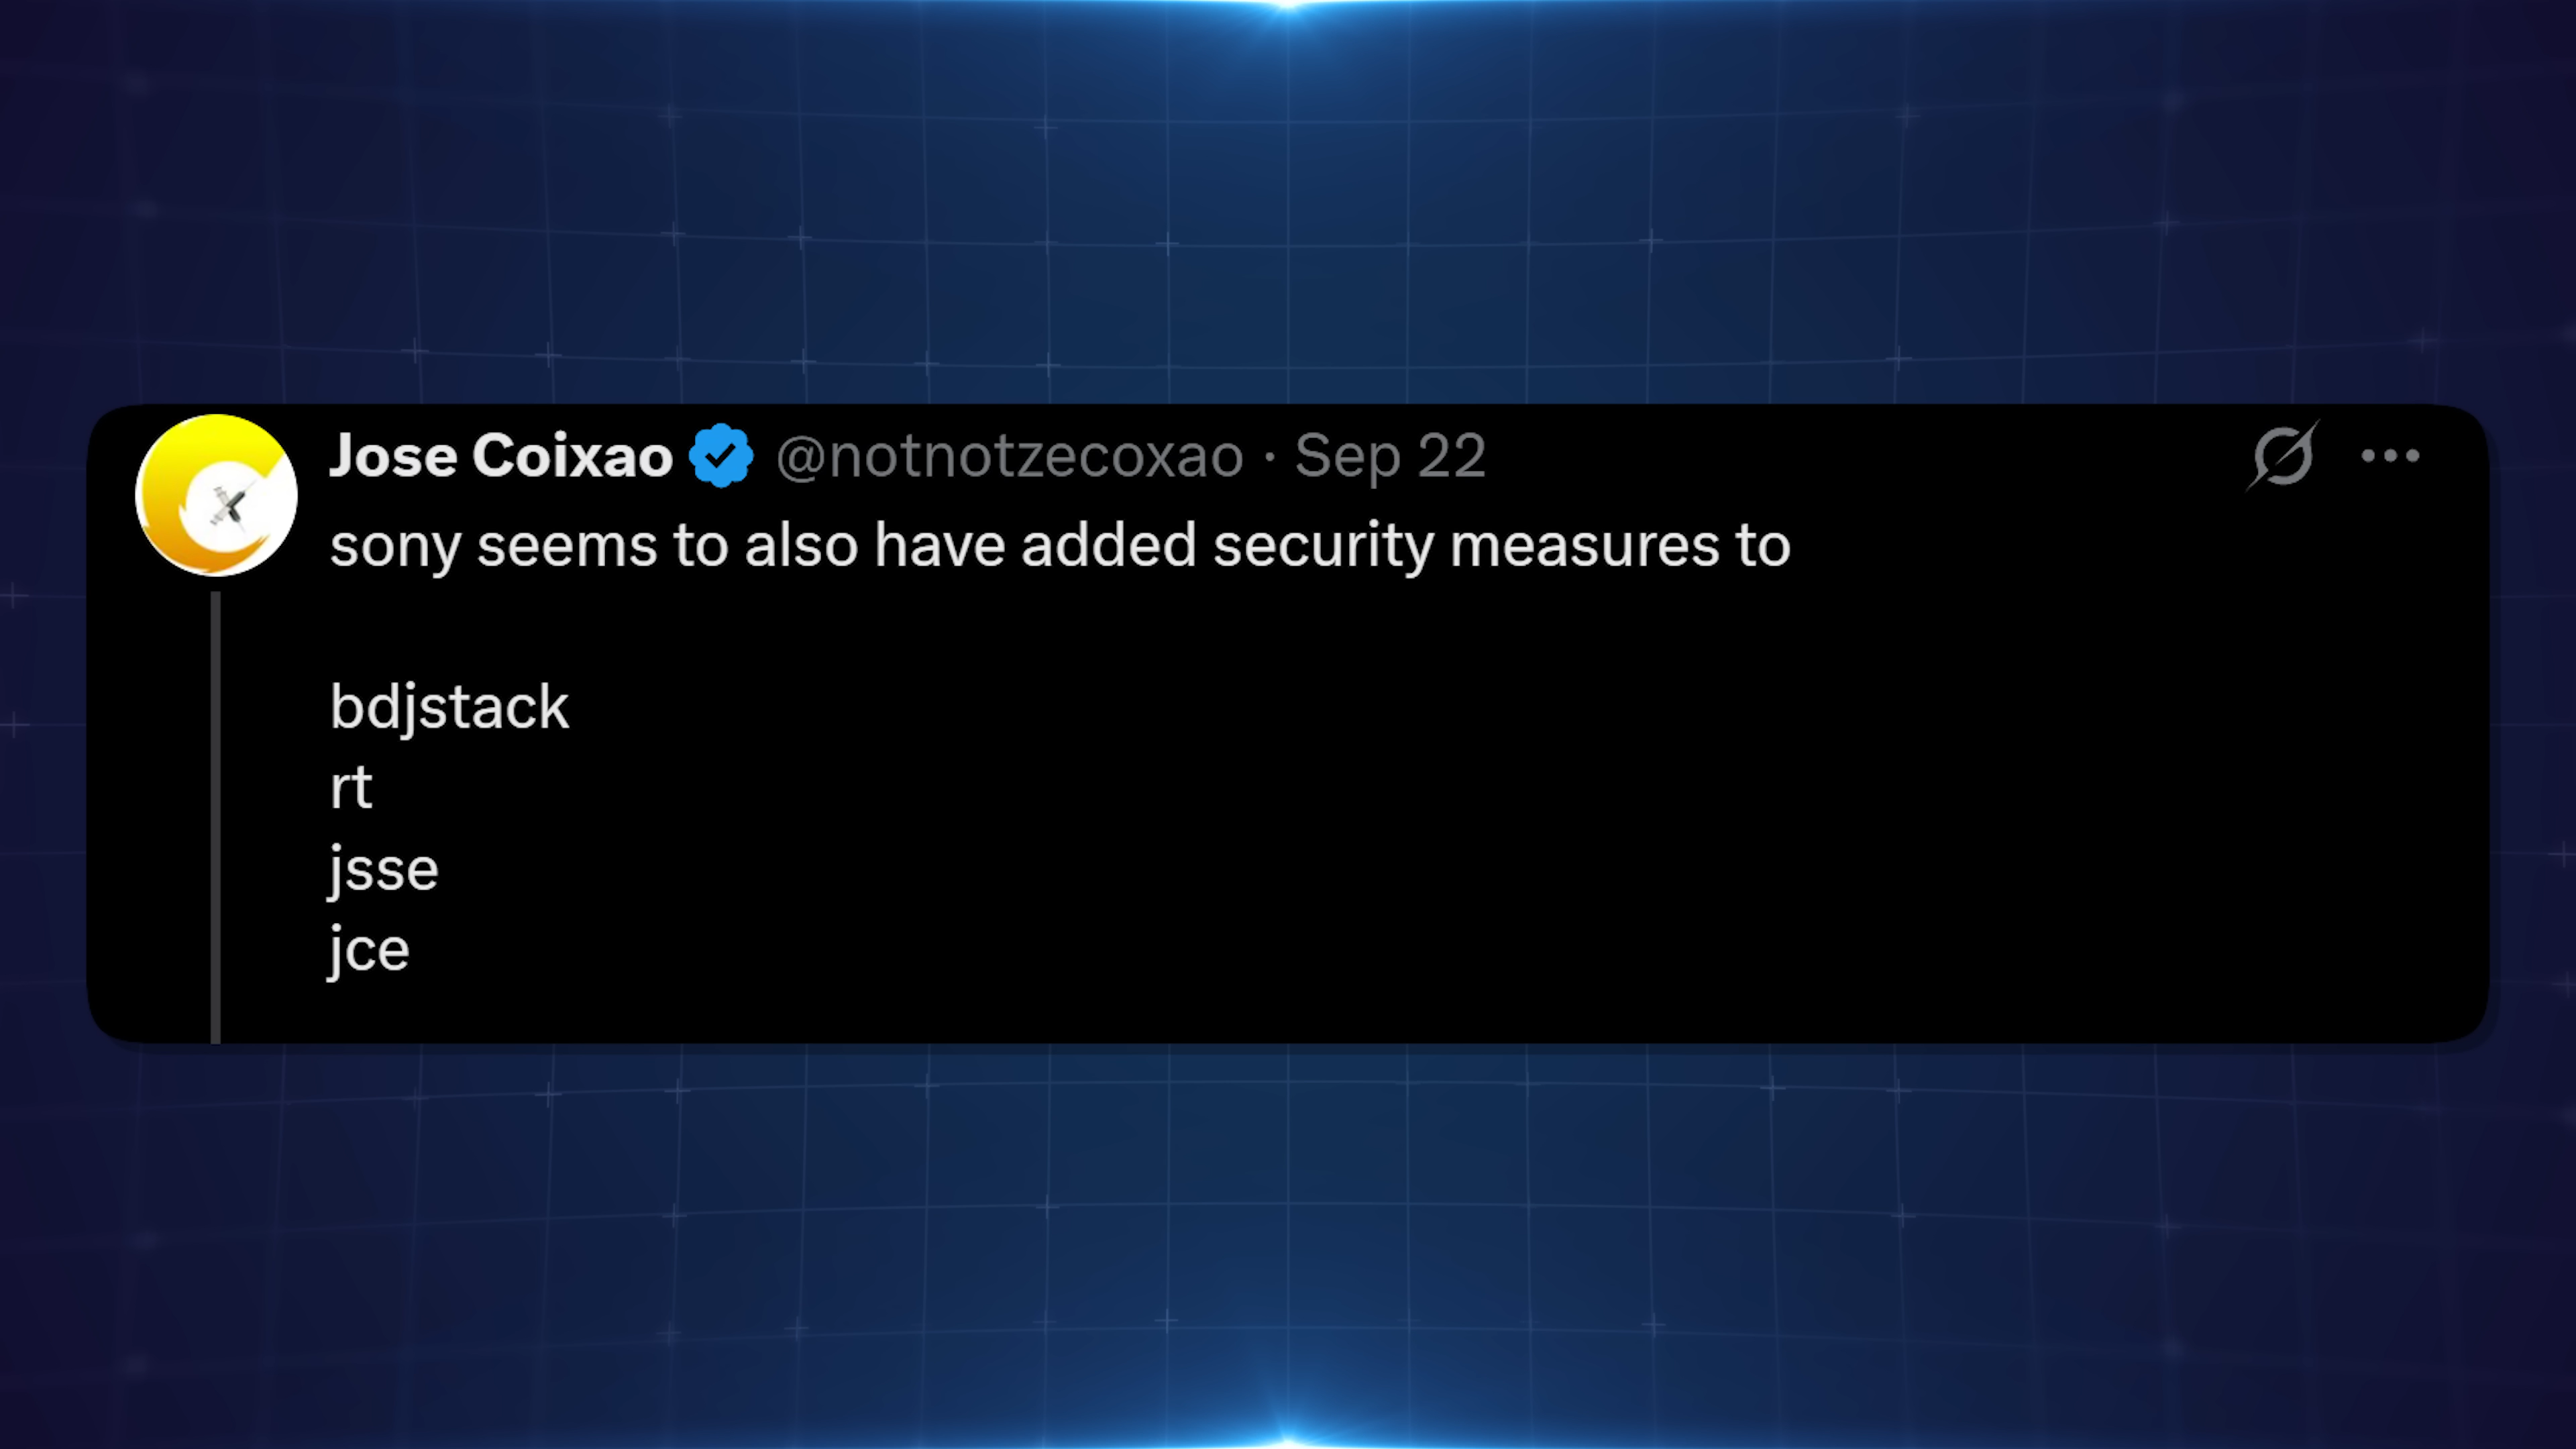 Jose Coixao @notnotzecoxao · Sep 22
sony seems to also have added security measures to
bdjstack
rt
jsse
jce